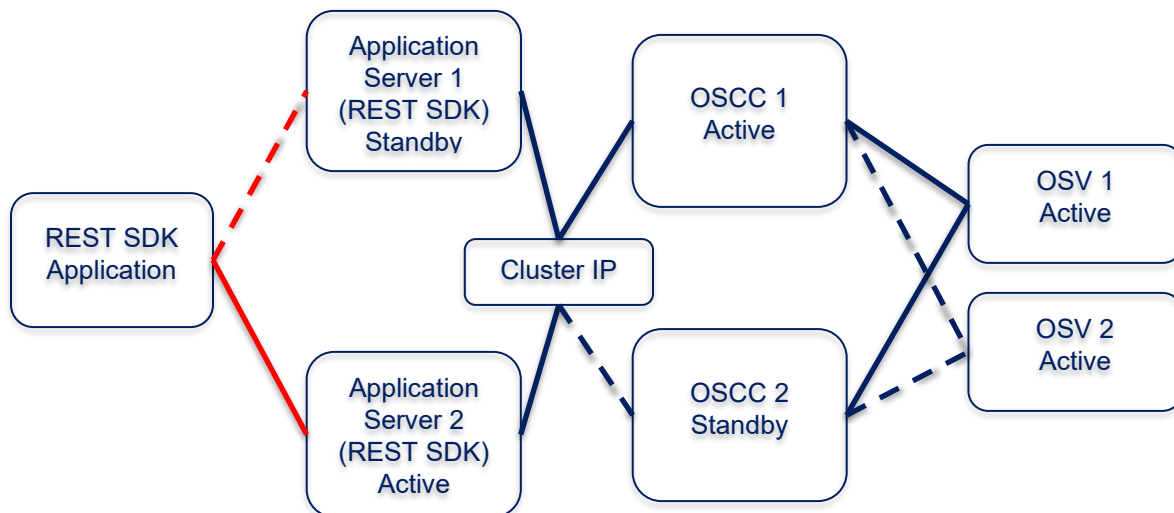 REST SDK
Application
Application
Server 1
(REST SDK)
Standby
Application
Server 2
(REST SDK)
Active
Cluster IP
OSCC 1
Active
OSCC 2
Standby
OSV 1
Active
OSV 2
Active